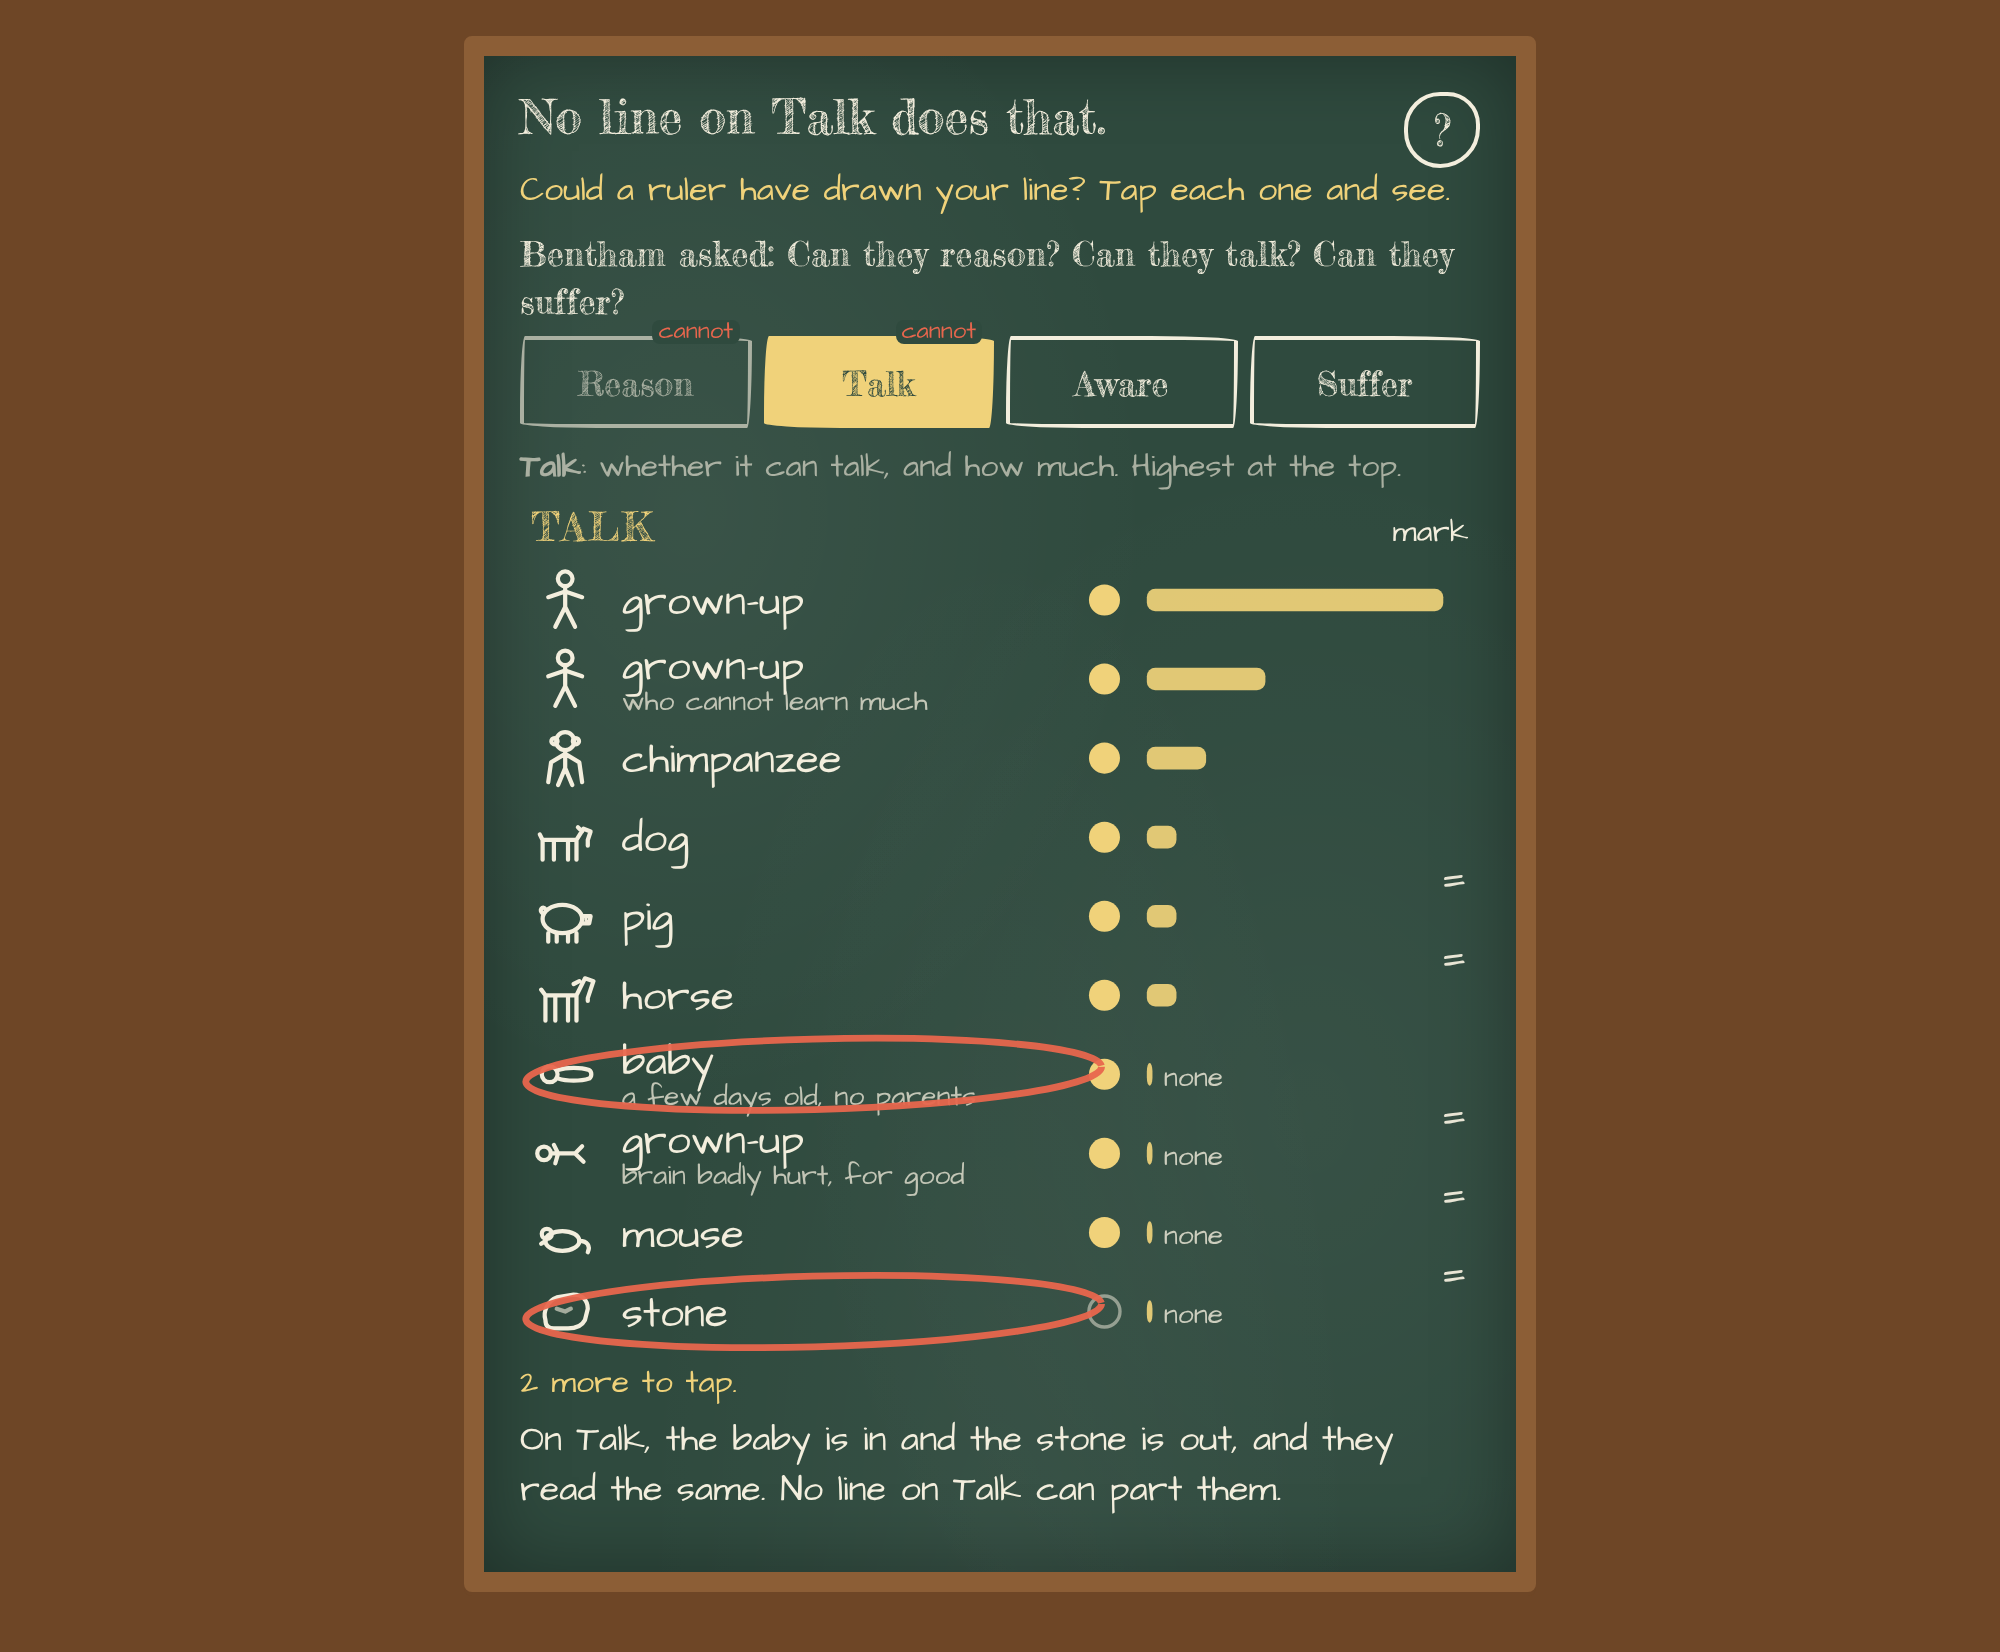 No line on Talk does that.
?
Could a ruler have drawn your line? Tap each one and see.
Bentham asked: Can they reason? Can they talk? Can they
suffer?
cannot
cannot
Reason
Talk
Aware
Suffer
Talk: whether it can talk, and how much. Highest at the top.
TALK
mark
grown-up
grown-up
who cannot learn much
chimpanzee
dog
=
pig
=
horse
baby
none
a few days old, no parents
=
grown-up
none
brain badly hurt, for good
=
mouse
none
=
stone
none
2 more to tap.
On Talk, the baby is in and the stone is out, and they
read the same. No line on Talk can part them.